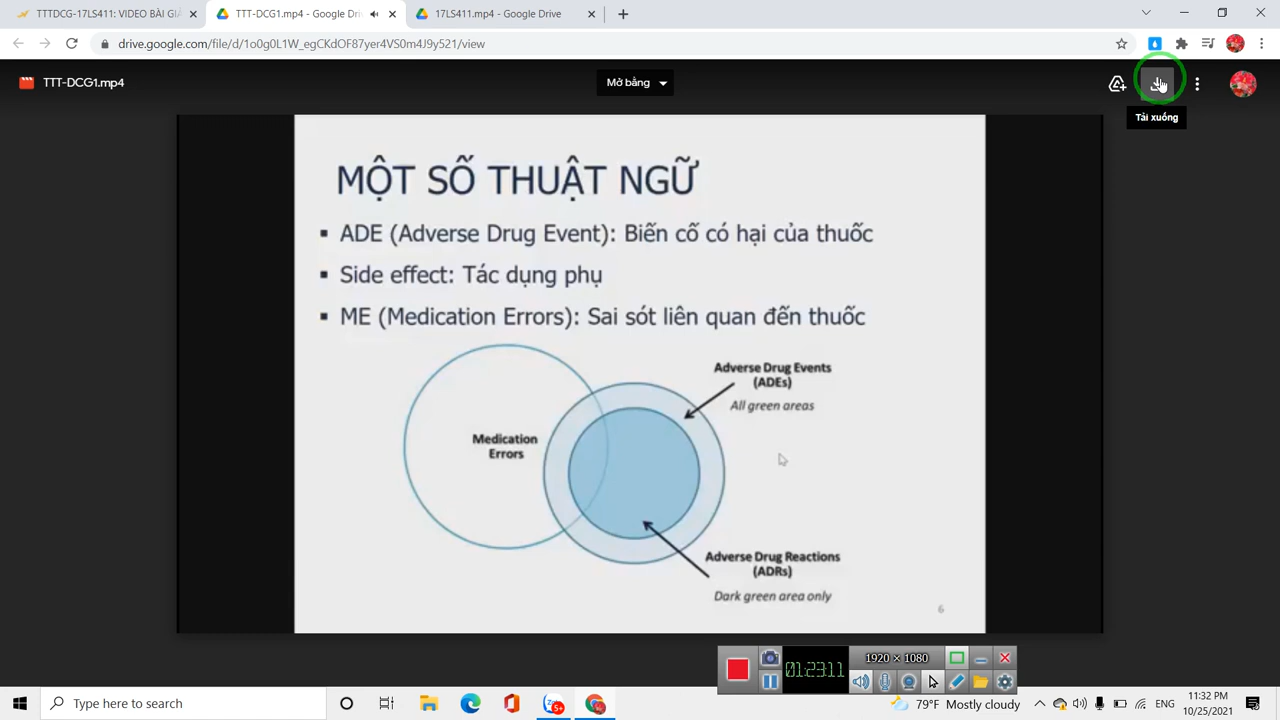 TTTDCG-17LS411: VIDEO BÀI GI
TTT-DCG1.mp4 - Google Dri
17LS411.mp4 - Google Drive
drive.google.com/file/d/1o0g0L1W_egCKdOF87yer4VS0m4J9y521/view
TTT-DCG1.mp4
Mở bằng
Tải xuống
MỘT SỐ THUẬT NGỮ
▪ ADE (Adverse Drug Event): Biến cố có hại của thuốc
▪ Side effect: Tác dụng phụ
▪ ME (Medication Errors): Sai sót liên quan đến thuốc
Adverse Drug Events
(ADEs)
All green areas
Medication
Errors
Adverse Drug Reactions
(ADRs)
Dark green area only
6
1920 × 1080
01:23:11
Type here to search
5+
79°F Mostly cloudy
ENG
11:32 PM
10/25/2021